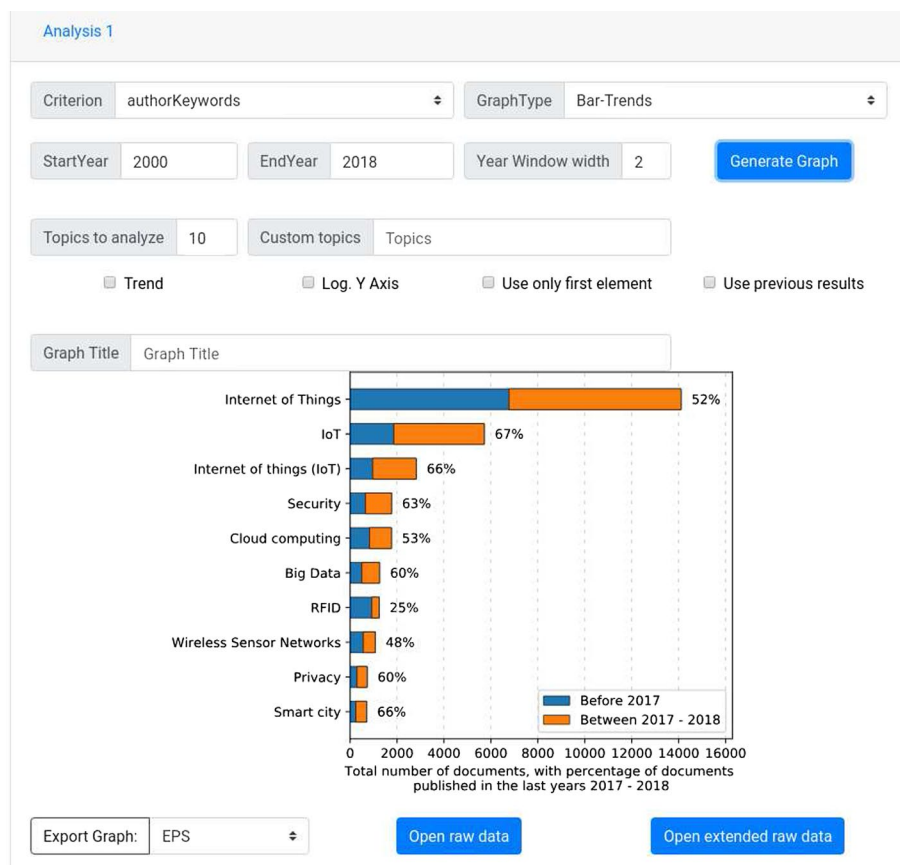 Analysis 1
Criterion authorKeywords GraphType Bar-Trends
StartYear 2000 EndYear 2018 Year Window width 2 Generate Graph
Topics to analyze 10 Custom topics Topics
Trend Log. Y Axis Use only first element Use previous results
Graph Title Graph Title
Internet of Things 52%
IoT 67%
Internet of things (IoT) 66%
Security 63%
Cloud computing 53%
Big Data 60%
RFID 25%
Wireless Sensor Networks 48%
Privacy 60%
Smart city 66%
Before 2017
Between 2017 - 2018
0 2000 4000 6000 8000 10000 12000 14000 16000
Total number of documents, with percentage of documents
published in the last years 2017 - 2018
Export Graph: EPS Open raw data Open extended raw data